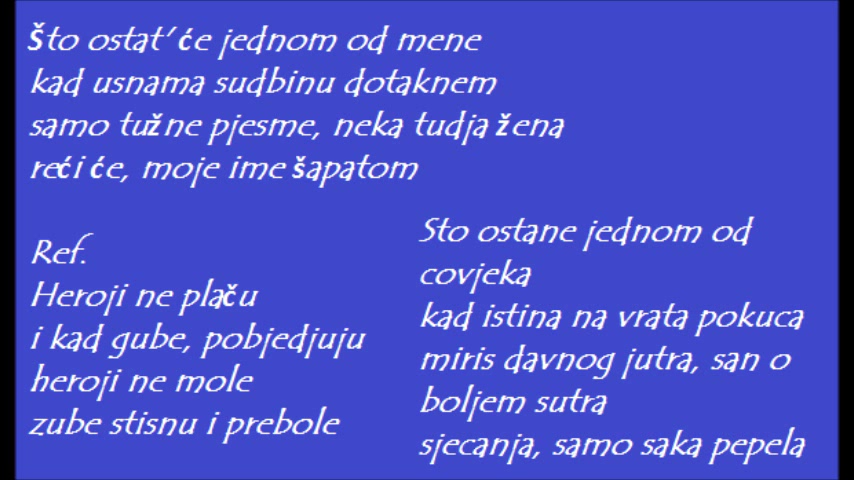 Što ostat’ će jednom od mene
kad usnama sudbinu dotaknem
samo tužne pjesme, neka tudja žena
reći će, moje ime šapatom
Ref.
Heroji ne plaču
i kad gube, pobjedjuju
heroji ne mole
zube stisnu i prebole
Sto ostane jednom od
covjeka
kad istina na vrata pokuca
miris davnog jutra, san o
boljem sutra
sjecanja, samo saka pepela